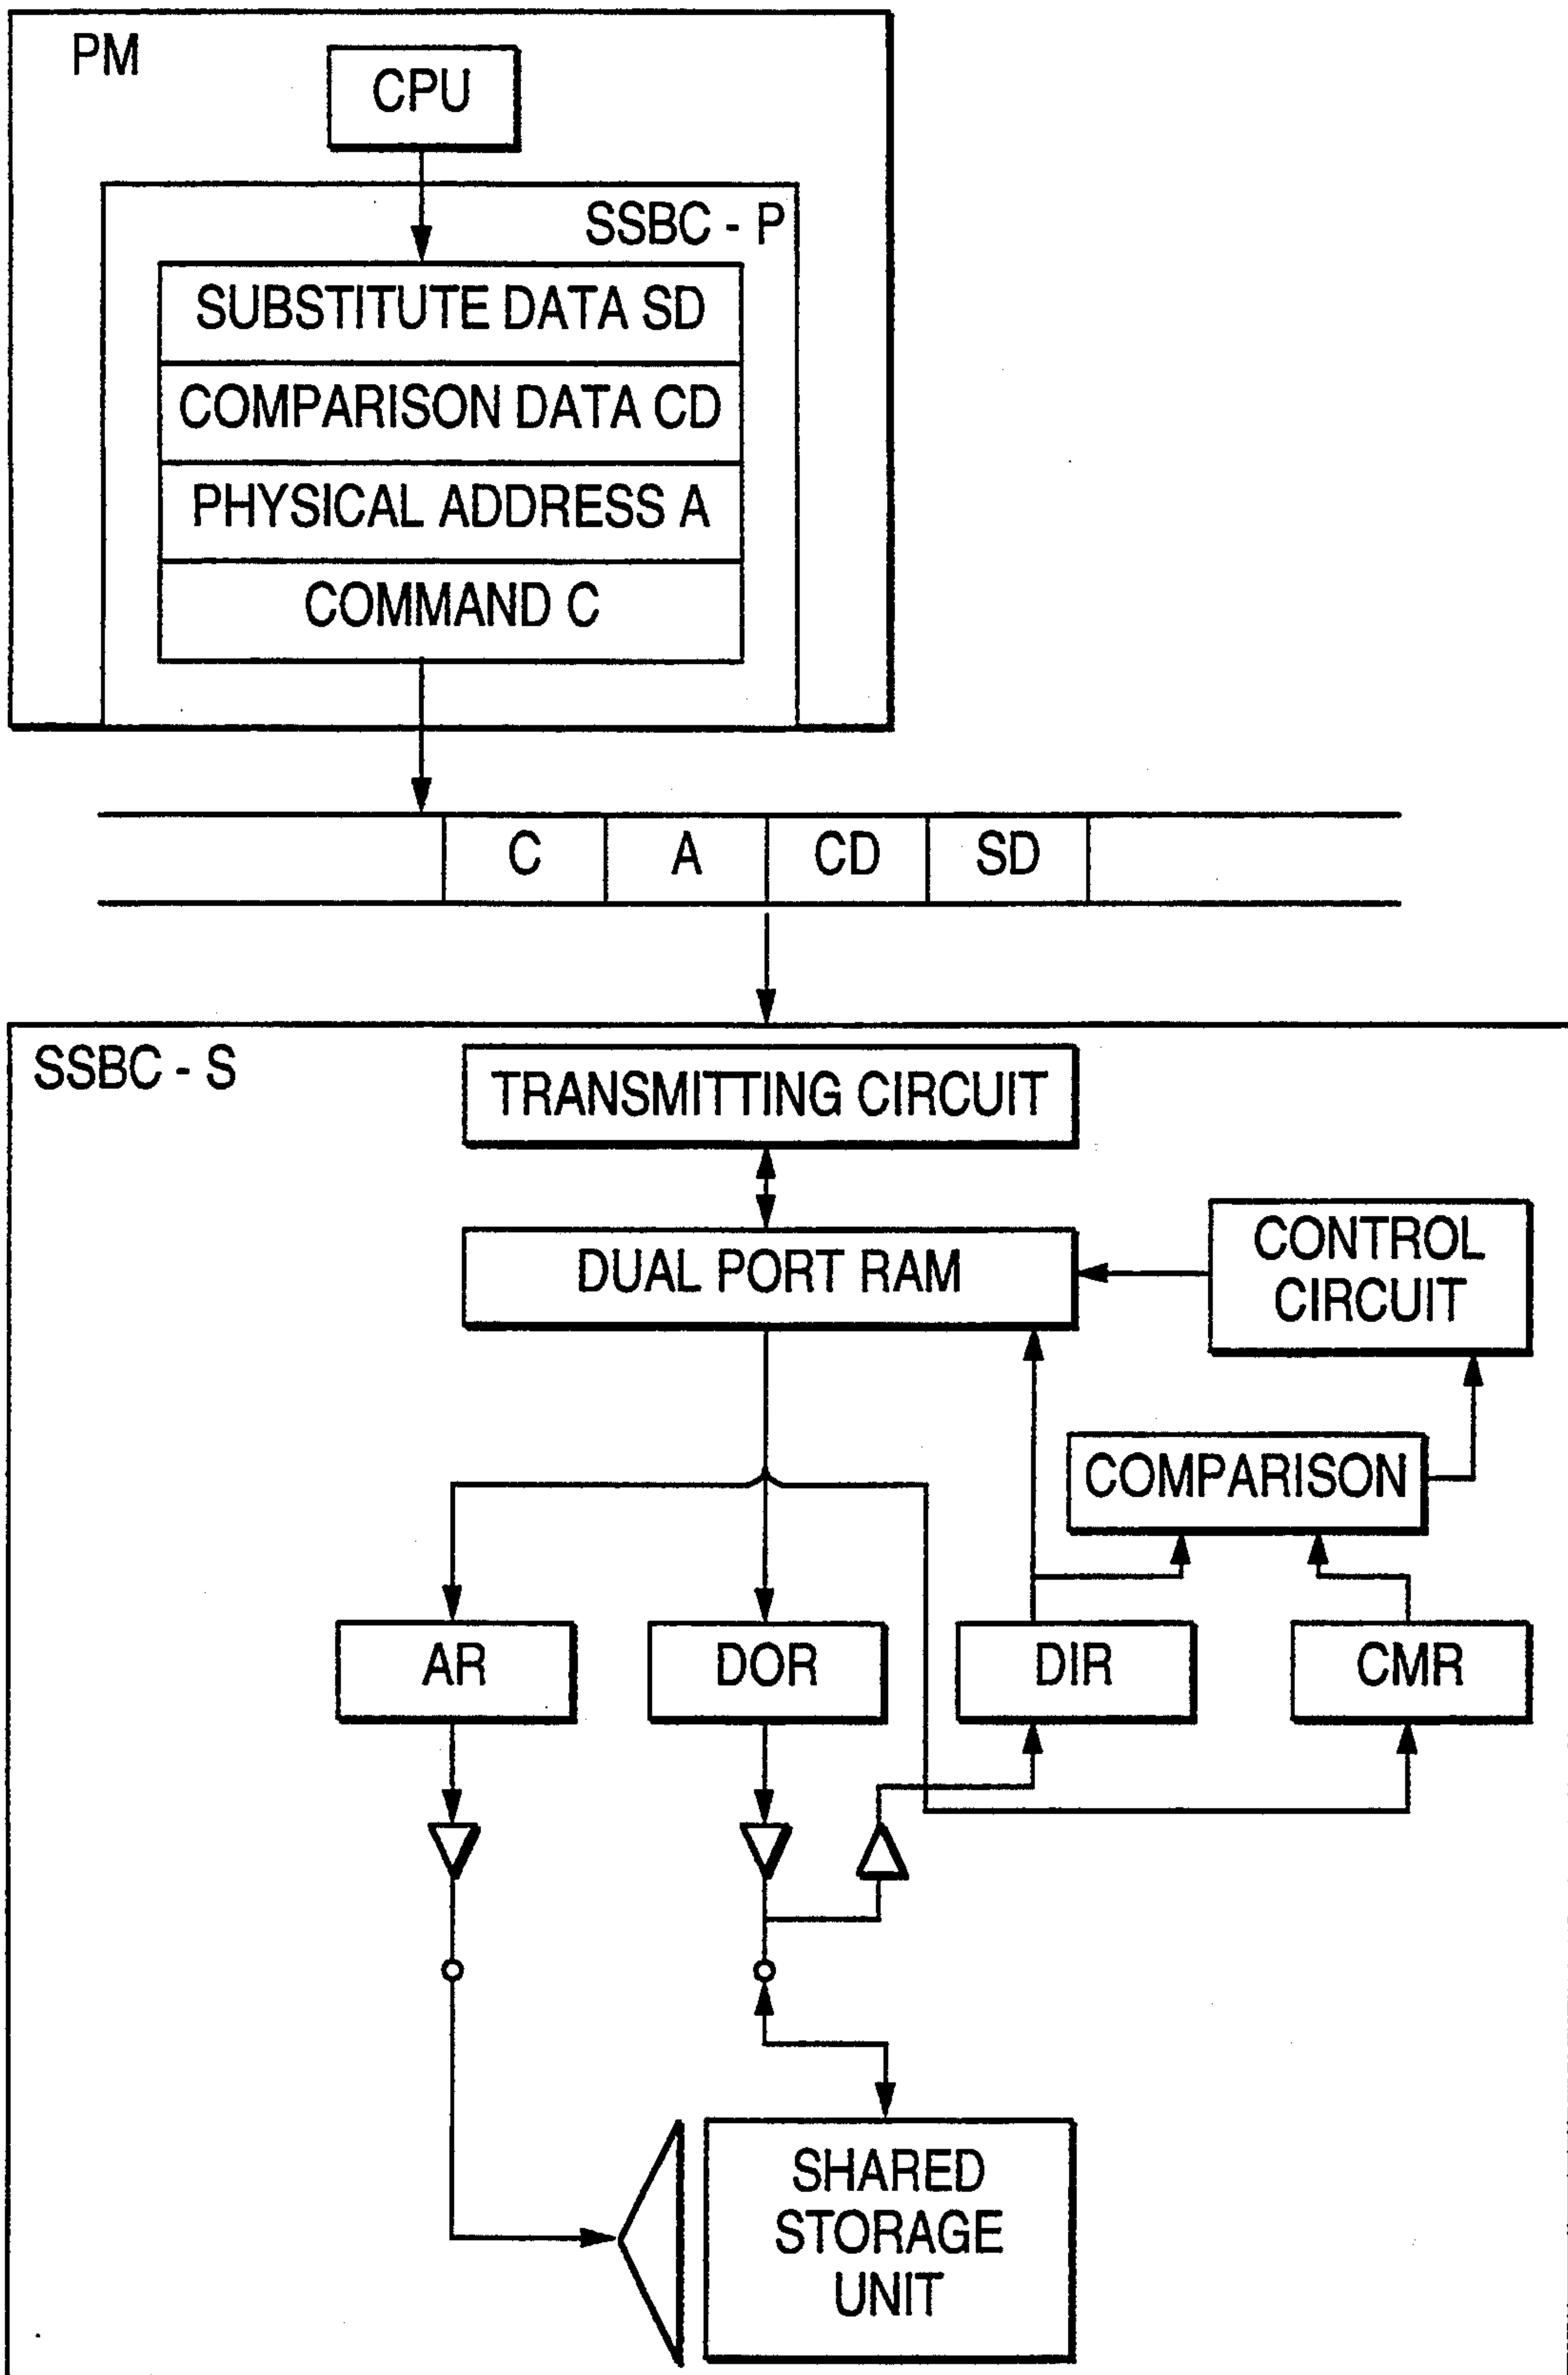 PM
CPU
SSBC - P
SUBSTITUTE DATA SD
COMPARISON DATA CD
PHYSICAL ADDRESS A
COMMAND C
C A CD SD
SSBC - S
TRANSMITTING CIRCUIT
DUAL PORT RAM
CONTROL
CIRCUIT
COMPARISON
AR
DOR
DIR
CMR
SHARED
STORAGE
UNIT